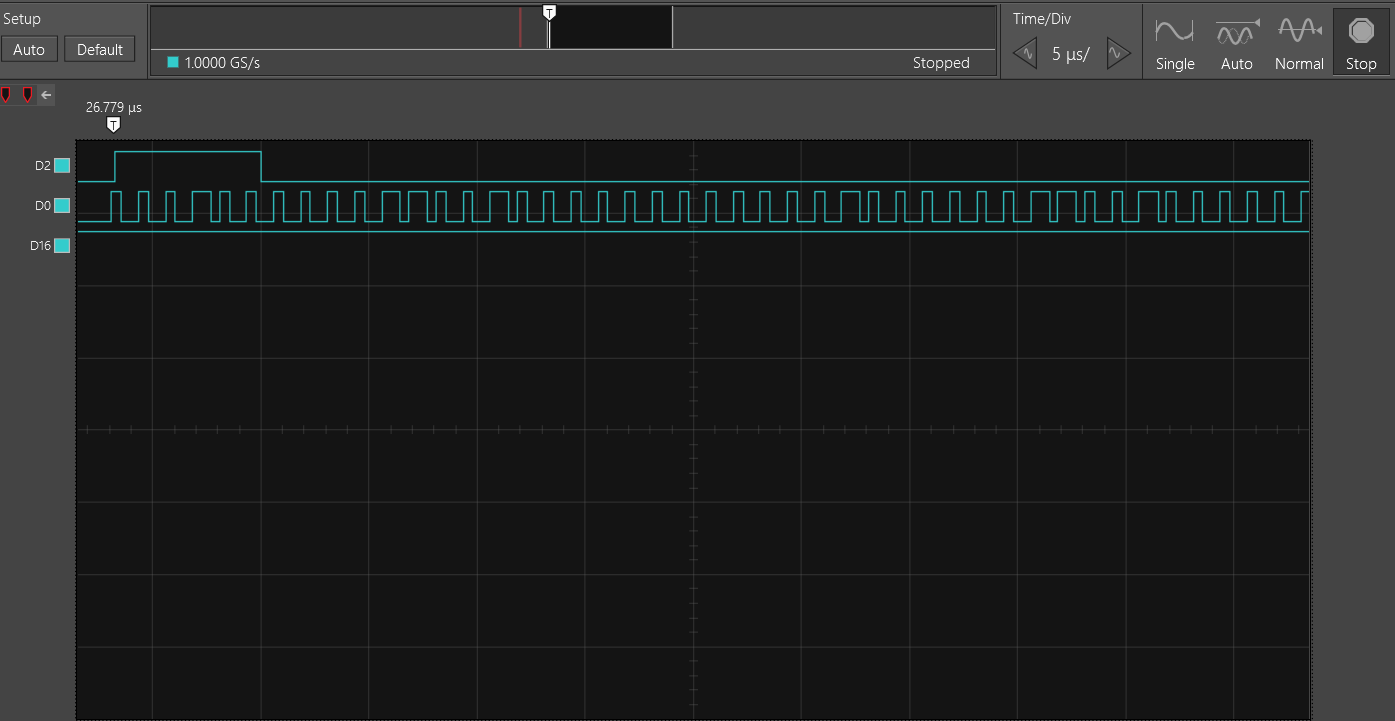 Setup
Auto
Default
T
1.0000 GS/s
Stopped
Time/Div
5 µs/
Single
Auto
Normal
Stop
26.779 µs
T
D2
D0
D16